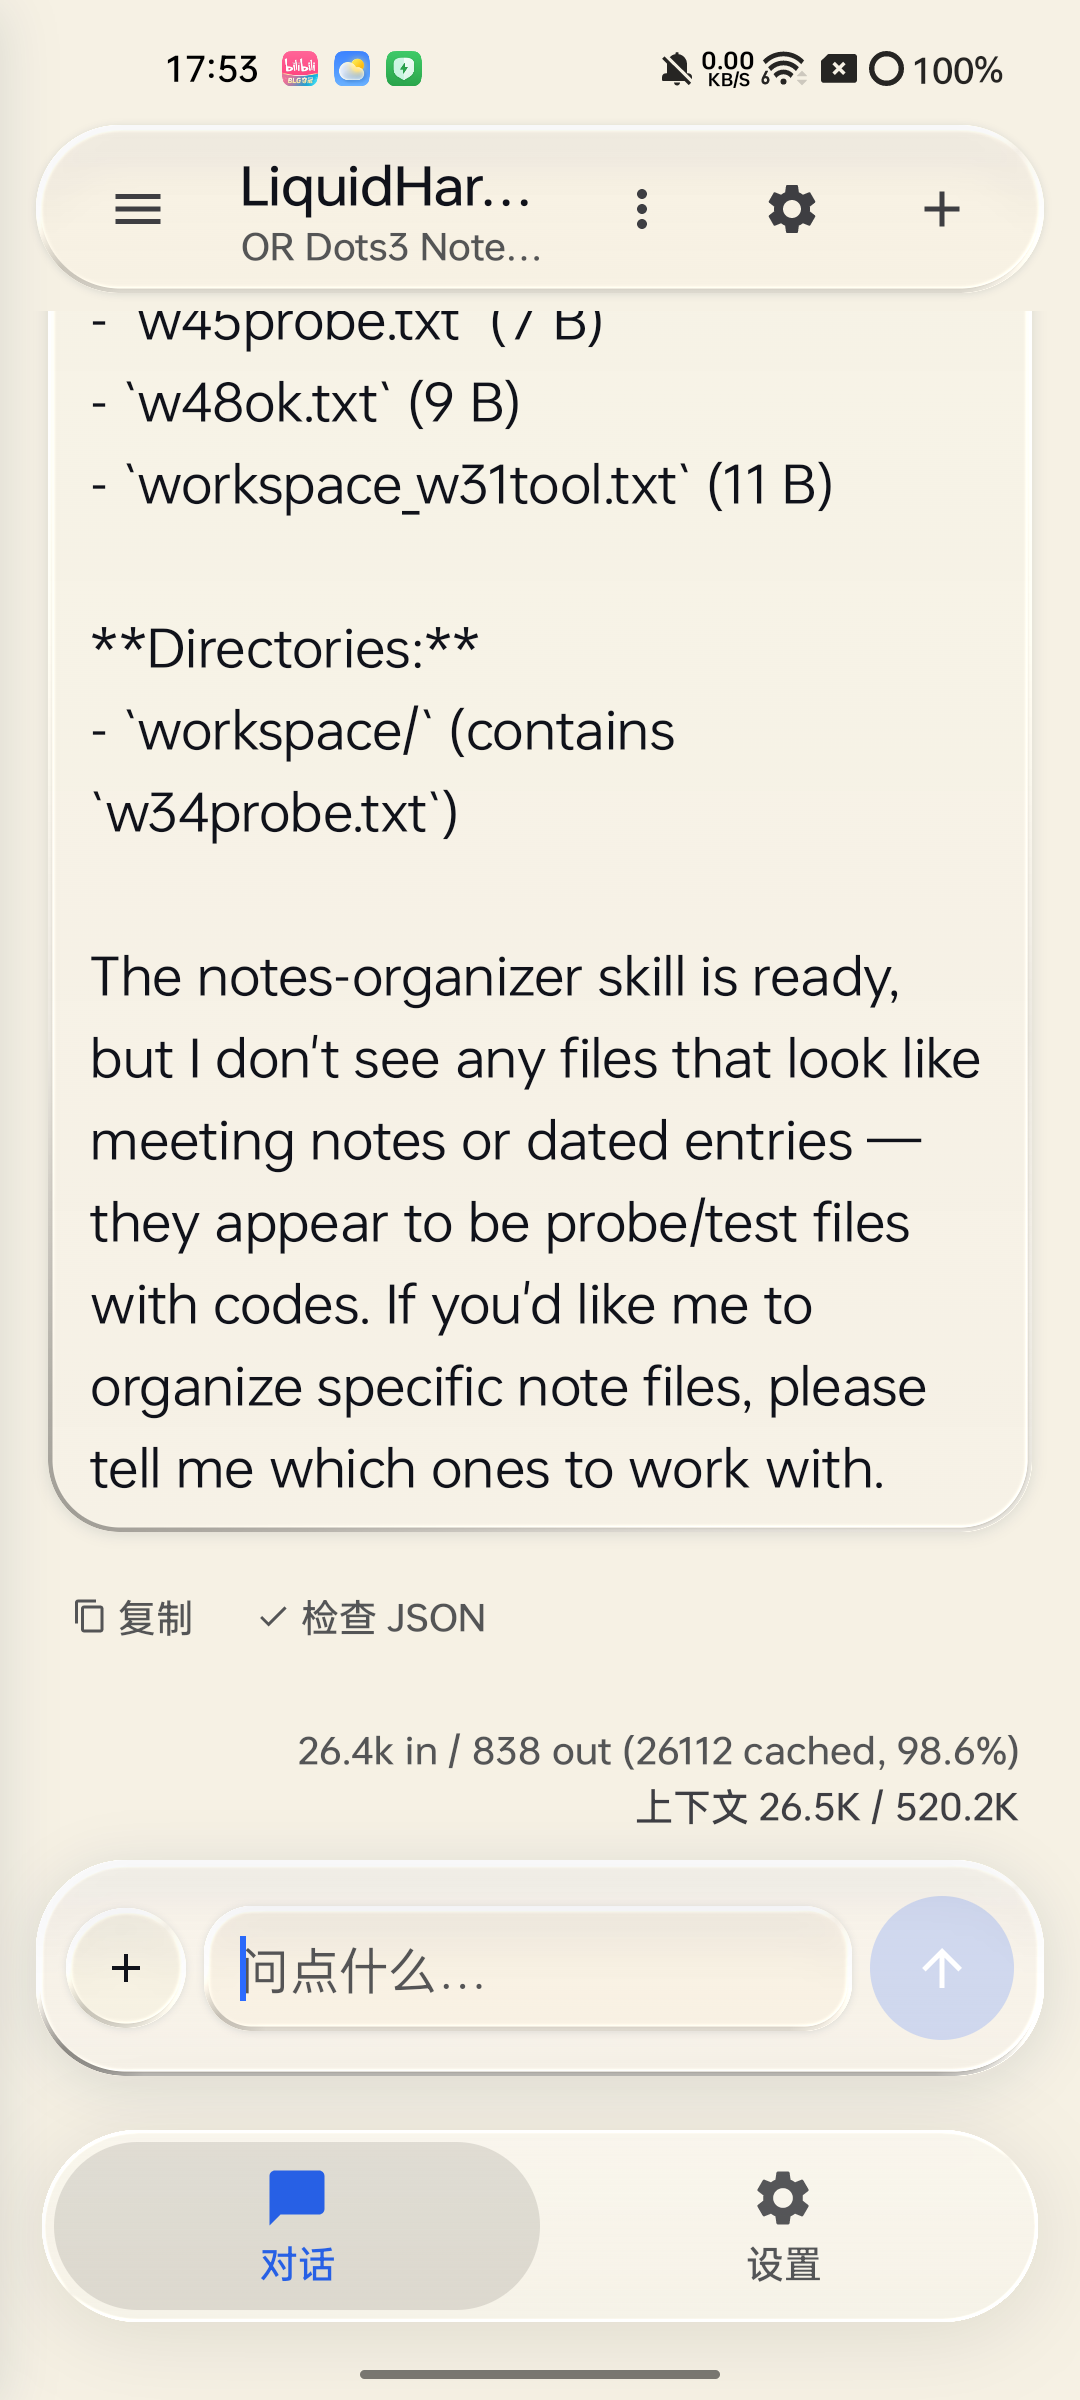 17:53
0.00
KB/S
6
100%
LiquidHar...
OR Dots3 Note...
- `w45probe.txt` (7 B)
- `w48ok.txt` (9 B)
- `workspace_w31tool.txt` (11 B)
**Directories:**
- `workspace/` (contains
`w34probe.txt`)
The notes-organizer skill is ready,
but I don't see any files that look like
meeting notes or dated entries —
they appear to be probe/test files
with codes. If you'd like me to
organize specific note files, please
tell me which ones to work with.
复制
检查 JSON
26.4k in / 838 out (26112 cached, 98.6%)
上下文 26.5K / 520.2K
问点什么...
对话
设置